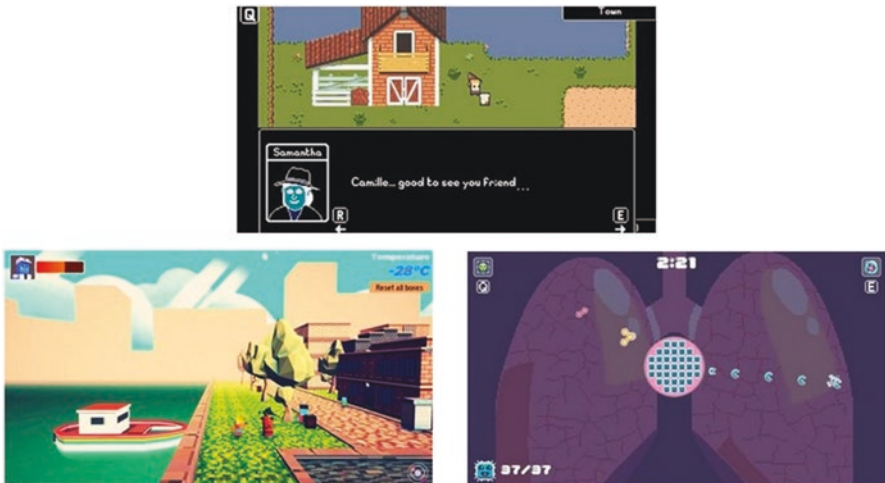 Q
Town
Samantha
Camille... good to see you friend...
R
E
Temperature
-28°C
Reset all boxes
2:21
Q
E
37/37